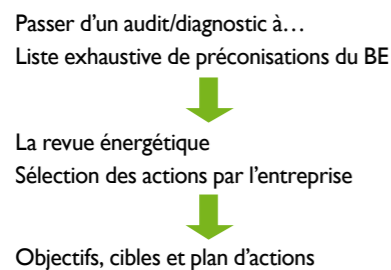 Passer d'un audit/diagnostic à…
Liste exhaustive de préconisations du BE
La revue énergétique
Sélection des actions par l'entreprise
Objectifs, cibles et plan d'actions